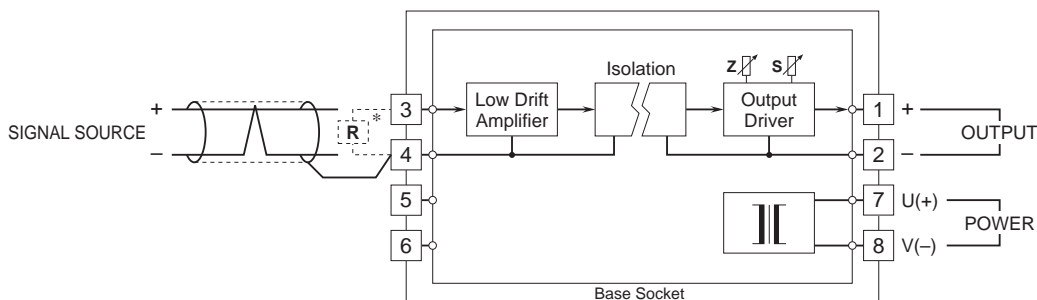 Z S
Isolation
+
SIGNAL SOURCE
–
R
*
3
Low Drift
Amplifier
Output
Driver
1
+
OUTPUT
4
2
–
5
6
7
U(+)
POWER
8
V(–)
Base Socket